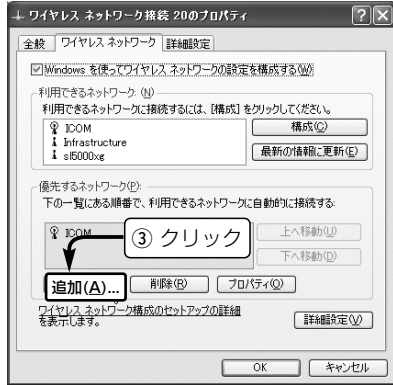 ワイヤレス ネットワーク接続 20のプロパティ
全般
ワイヤレス ネットワーク
詳細設定
Windows を使ってワイヤレス ネットワークの設定を構成する(W)
利用できるネットワーク: (N)
利用できるネットワークに接続するには、[構成] をクリックしてください。
ICOM
Infrastructure
sl5000xg
構成(C)
最新の情報に更新(E)
優先するネットワーク(P):
下の一覧にある順番で、利用できるネットワークに自動的に接続する:
ICOM
③ クリック
上へ移動(U)
下へ移動(D)
追加(A)...
削除(R)
プロパティ(O)
ワイヤレス ネットワーク構成のセットアップの詳細
を表示します。
詳細設定(V)
OK
キャンセル